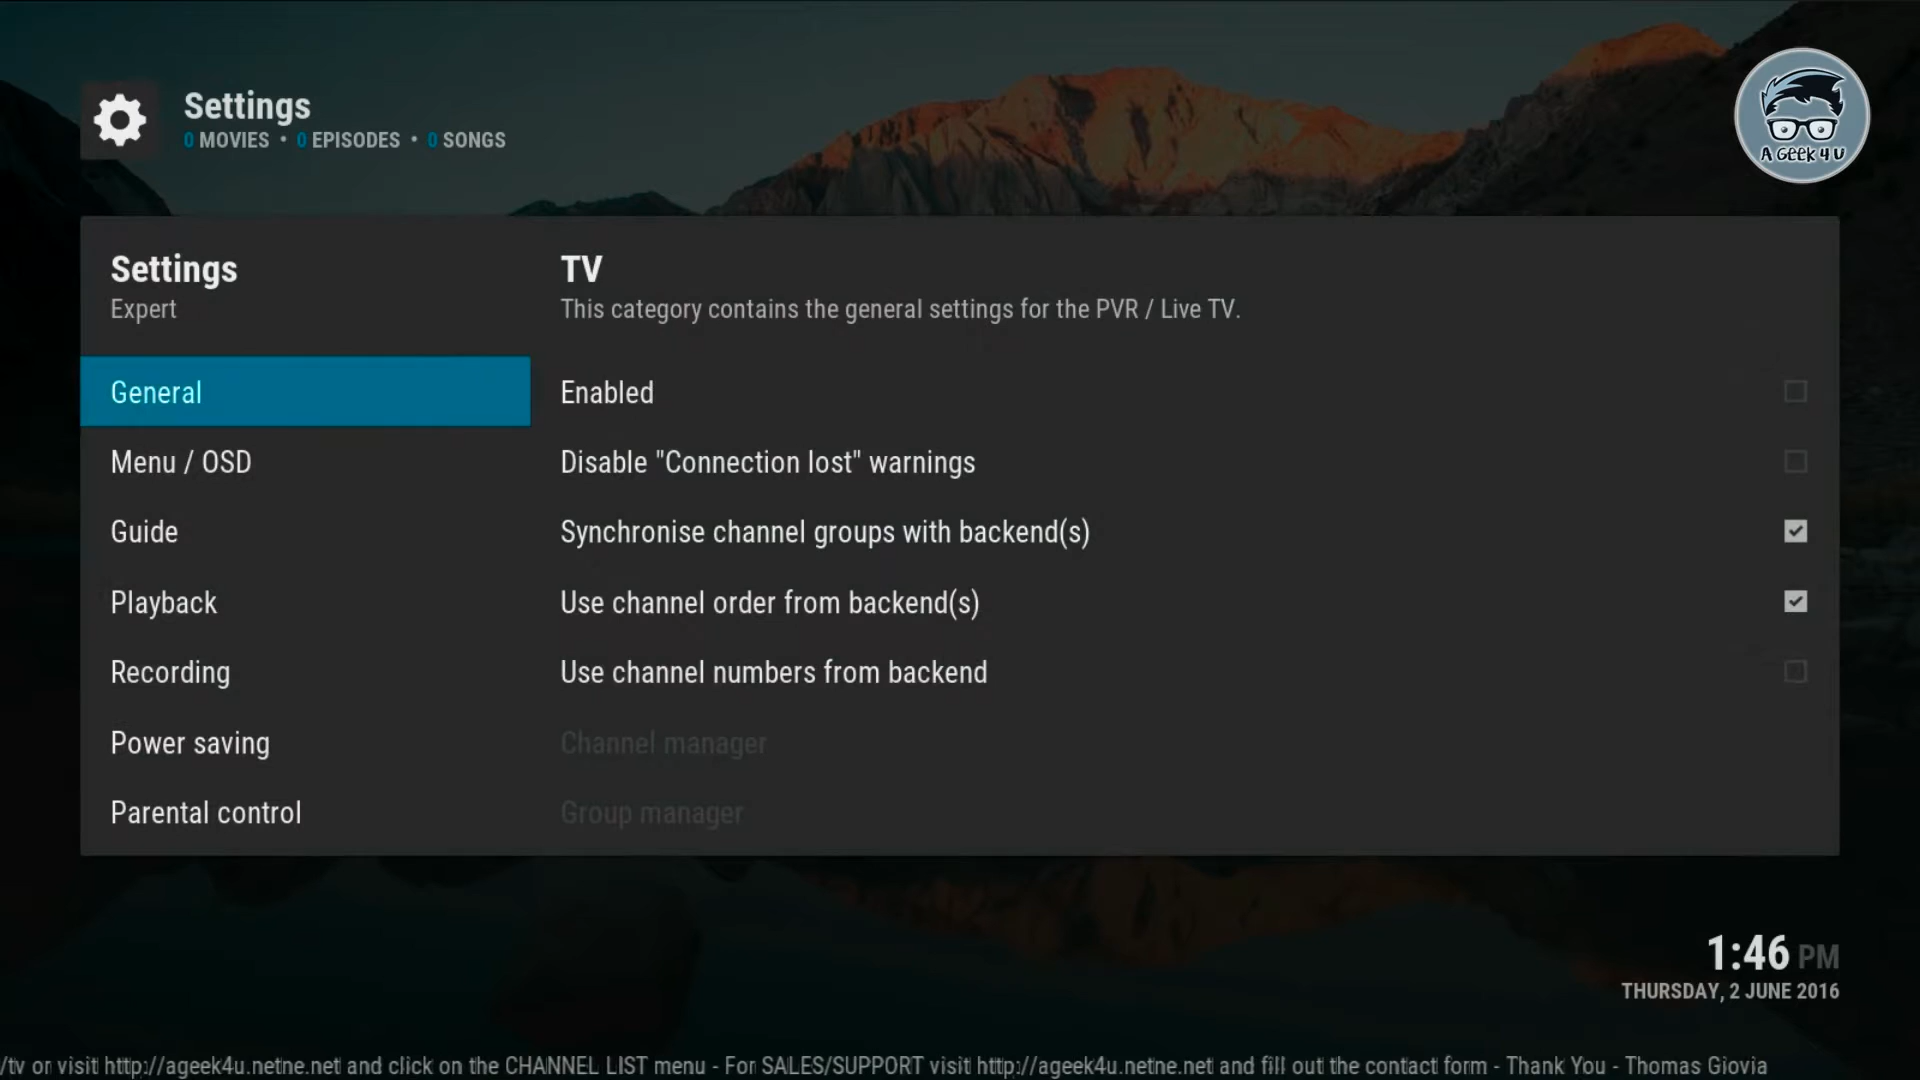 Settings
0 MOVIES • 0 EPISODES • 0 SONGS
A GEEK 4 U
Settings
Expert
TV
This category contains the general settings for the PVR / Live TV.
General
Menu / OSD
Guide
Playback
Recording
Power saving
Parental control
Enabled
Disable "Connection lost" warnings
Synchronise channel groups with backend(s)
Use channel order from backend(s)
Use channel numbers from backend
Channel manager
Group manager
1:46 PM
THURSDAY, 2 JUNE 2016
/tv or visit http://ageek4u.netne.net and click on the CHANNEL LIST menu - For SALES/SUPPORT visit http://ageek4u.netne.net and fill out the contact form - Thank You - Thomas Giovia